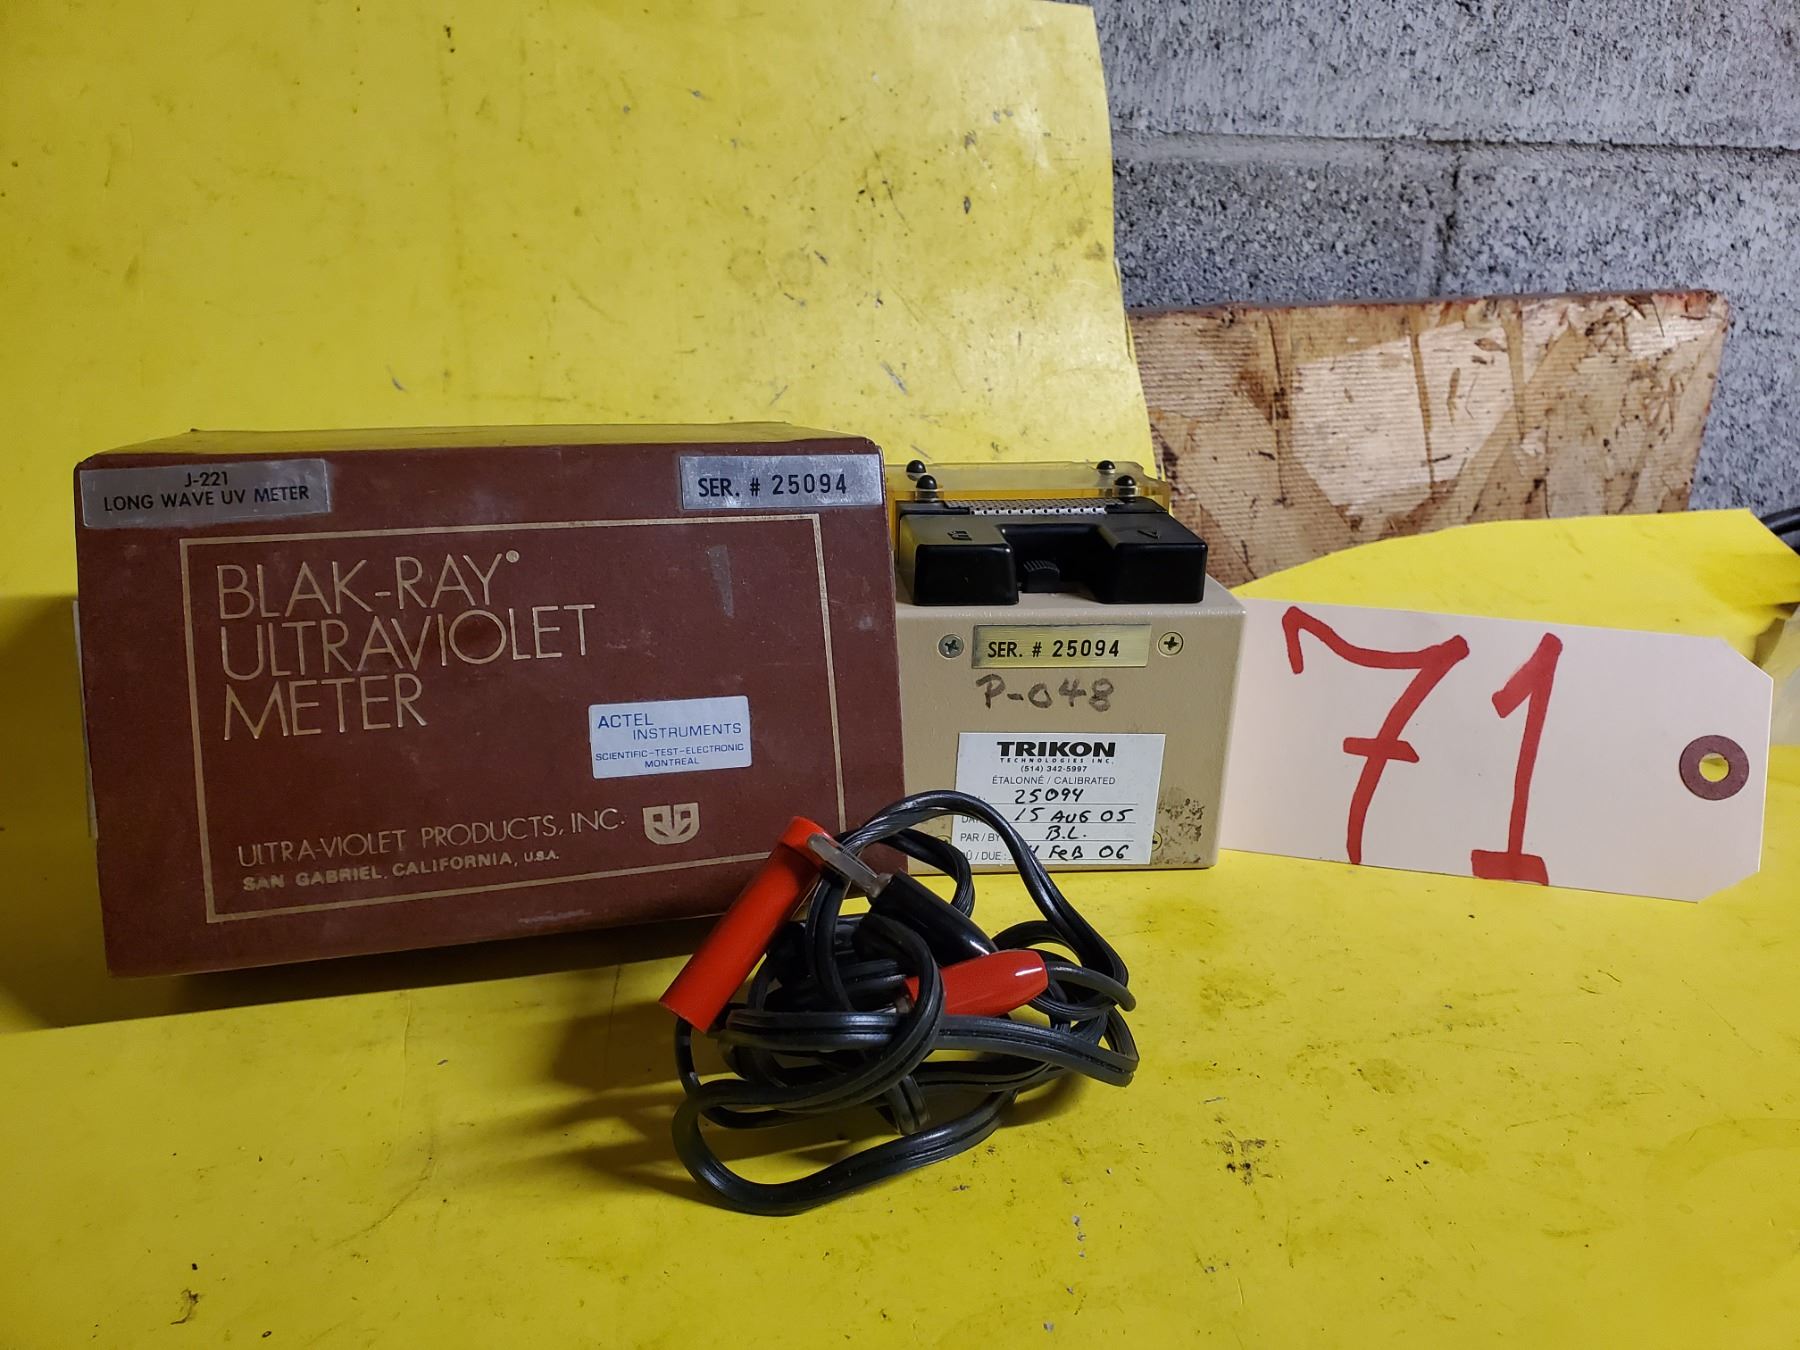 J-221
LONG WAVE UV METER
SER. # 25094
BLAK-RAY®
ULTRAVIOLET
METER
ACTEL
INSTRUMENTS
SCIENTIFIC-TEST-ELECTRONIC
MONTREAL
ULTRA-VIOLET PRODUCTS, INC.
SAN GABRIEL, CALIFORNIA, U.S.A.
SER. # 25094
P-048
TRIKON
TECHNOLOGIES INC.
(514) 342-5997
ÉTALONNÉ / CALIBRATED
25094
15 AUG 05
PAR / BY B.L.
DÛ / DUE: FEB 06
71